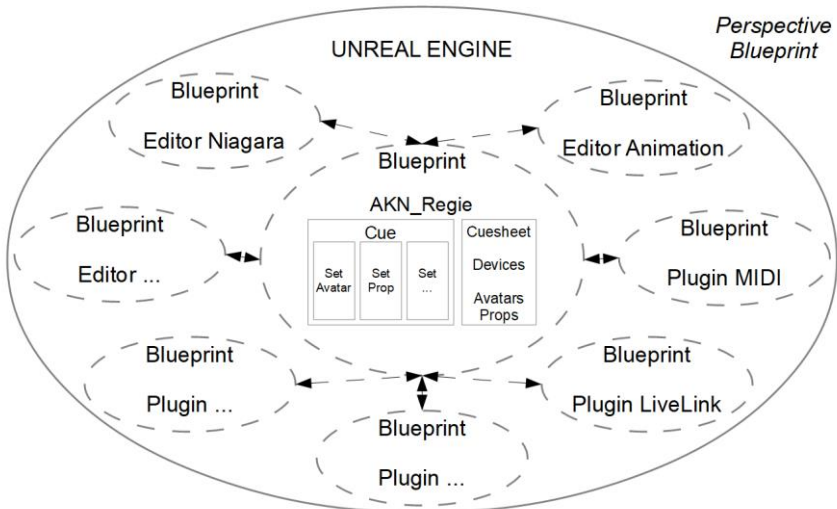 Perspective
Blueprint
UNREAL ENGINE
Blueprint
Editor Niagara
Blueprint
Editor Animation
Blueprint
AKN_Regie
Cue
Set
Avatar
Set
Prop
Set
...
Cuesheet
Devices
Avatars
Props
Blueprint
Editor ...
Blueprint
Plugin MIDI
Blueprint
Plugin ...
Blueprint
Plugin LiveLink
Blueprint
Plugin ...